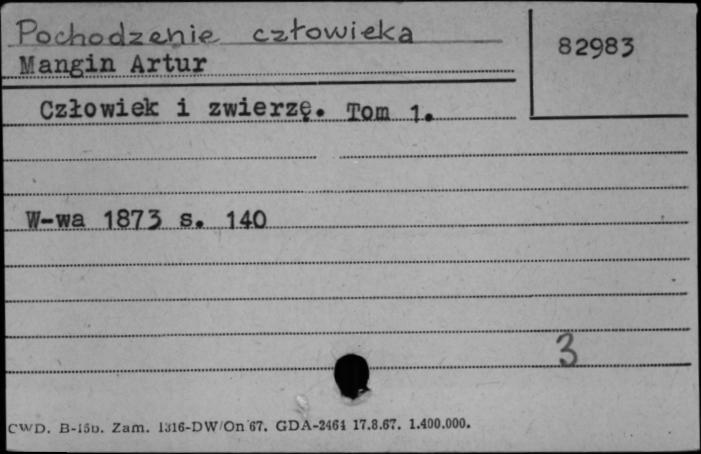 Pochodzenie człowieka
82983
Mangin Artur
Człowiek i zwierzę. Tom 1.
W-wa 1873 s. 140
3
CWD. B-15b. Zam. 1316-DW/On 67. GDA-2464 17.8.67. 1.400.000.